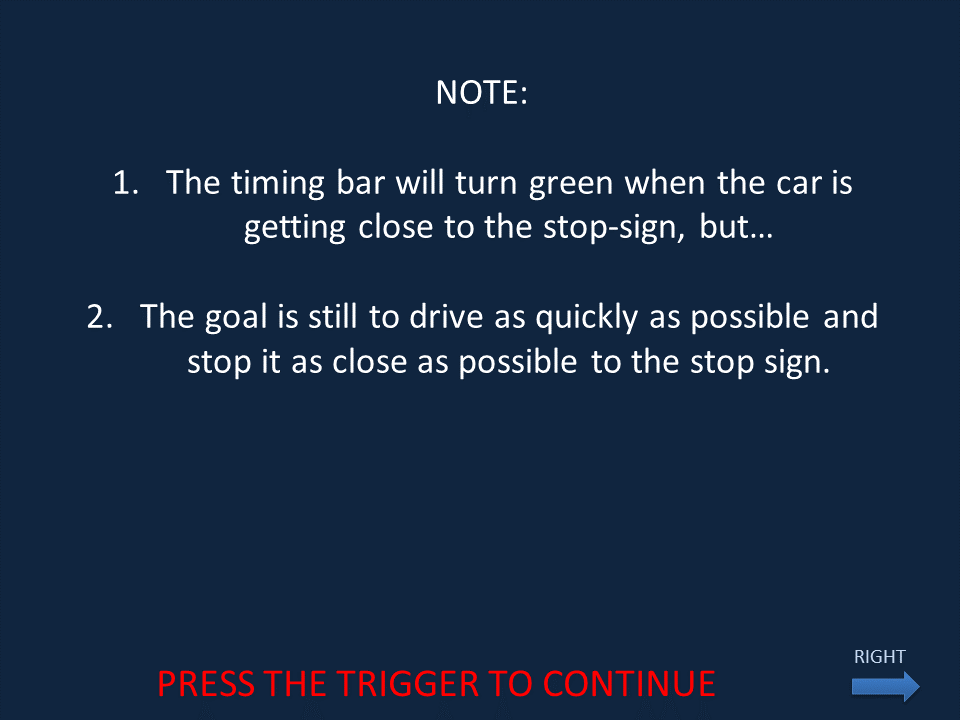 NOTE:
1. The timing bar will turn green when the car is
getting close to the stop-sign, but…
2. The goal is still to drive as quickly as possible and
stop it as close as possible to the stop sign.
RIGHT
PRESS THE TRIGGER TO CONTINUE